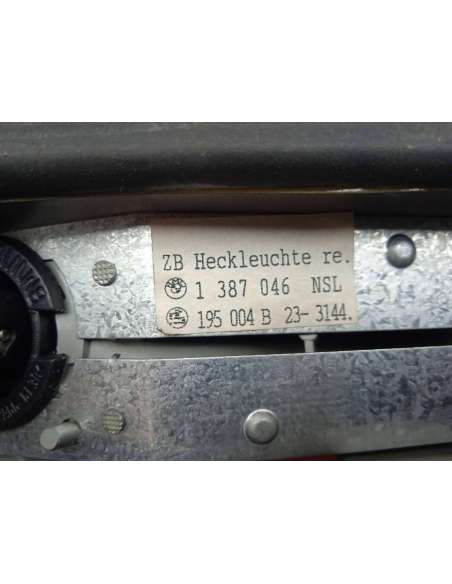 ZB Heckleuchte re.
1 387 046 NSL
195 004 B 23-3144.